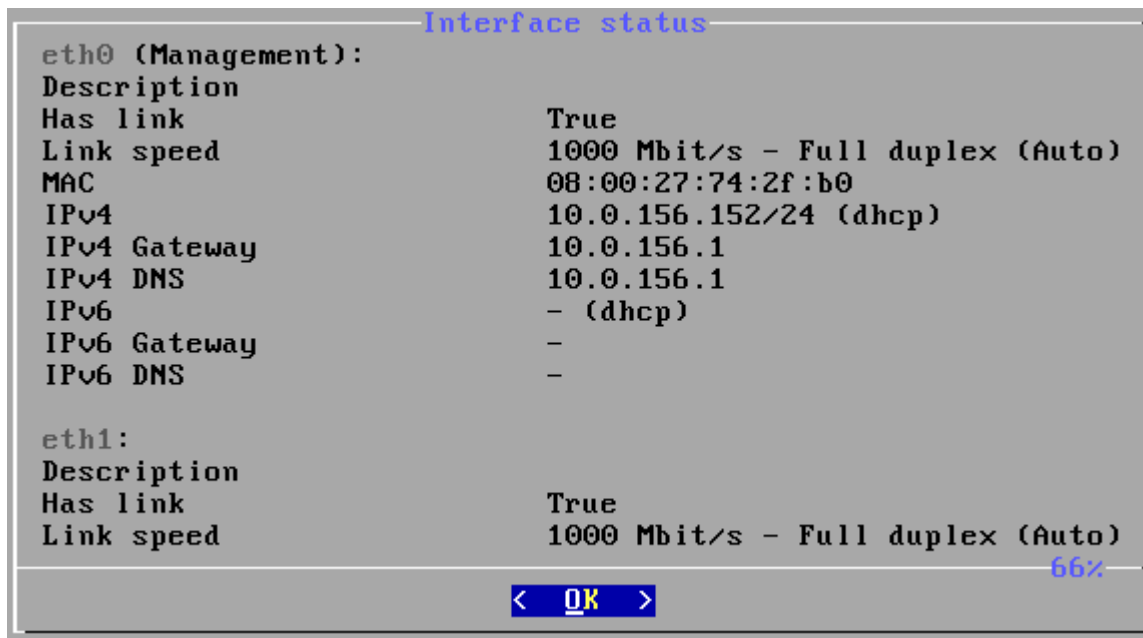 Interface status
eth0 (Management):
Description
Has link True
Link speed 1000 Mbit/s - Full duplex (Auto)
MAC 08:00:27:74:2f:b0
IPv4 10.0.156.152/24 (dhcp)
IPv4 Gateway 10.0.156.1
IPv4 DNS 10.0.156.1
IPv6 - (dhcp)
IPv6 Gateway -
IPv6 DNS -
eth1:
Description
Has link True
Link speed 1000 Mbit/s - Full duplex (Auto)
66%
< OK >